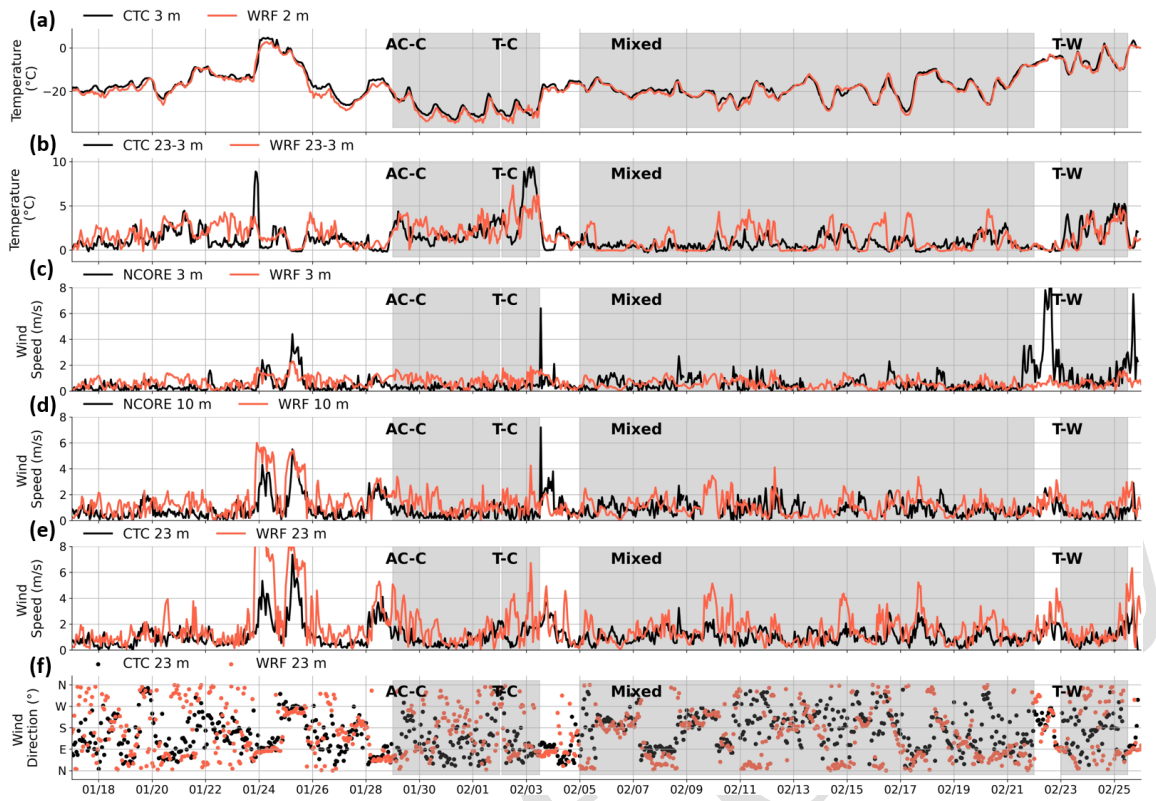 (a) CTC 3 m WRF 2 m
Temperature (°C)
0
−20
AC-C T-C Mixed T-W
(b) CTC 23-3 m WRF 23-3 m
Temperature (°C)
10
5
0
AC-C T-C Mixed T-W
(c) NCORE 3 m WRF 3 m
Wind Speed (m/s)
8
6
4
2
0
AC-C T-C Mixed T-W
(d) NCORE 10 m WRF 10 m
Wind Speed (m/s)
8
6
4
2
0
AC-C T-C Mixed T-W
(e) CTC 23 m WRF 23 m
Wind Speed (m/s)
8
6
4
2
0
AC-C T-C Mixed T-W
(f) CTC 23 m WRF 23 m
Wind Direction (°)
N
W
S
E
N
AC-C T-C Mixed T-W
01/18 01/20 01/22 01/24 01/26 01/28 01/30 02/01 02/03 02/05 02/07 02/09 02/11 02/13 02/15 02/17 02/19 02/21 02/23 02/25